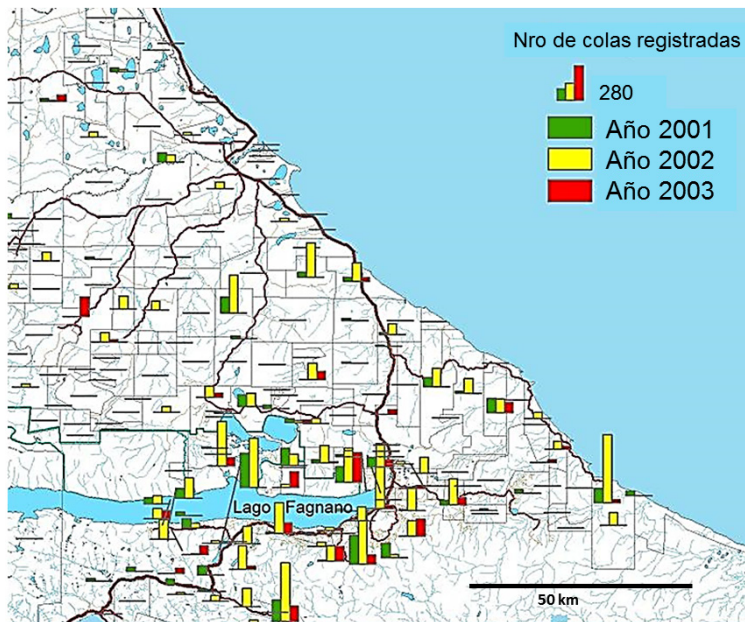 Nro de colas registradas
280
Año 2001
Año 2002
Año 2003
Lago Fagnano
50 km